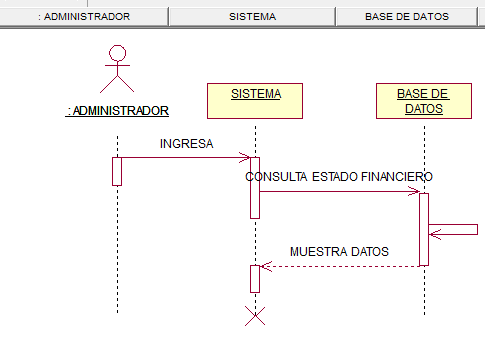 : ADMINISTRADOR
SISTEMA
BASE DE DATOS
: ADMINISTRADOR
SISTEMA
BASE DE
DATOS
INGRESA
CONSULTA ESTADO FINANCIERO
MUESTRA DATOS